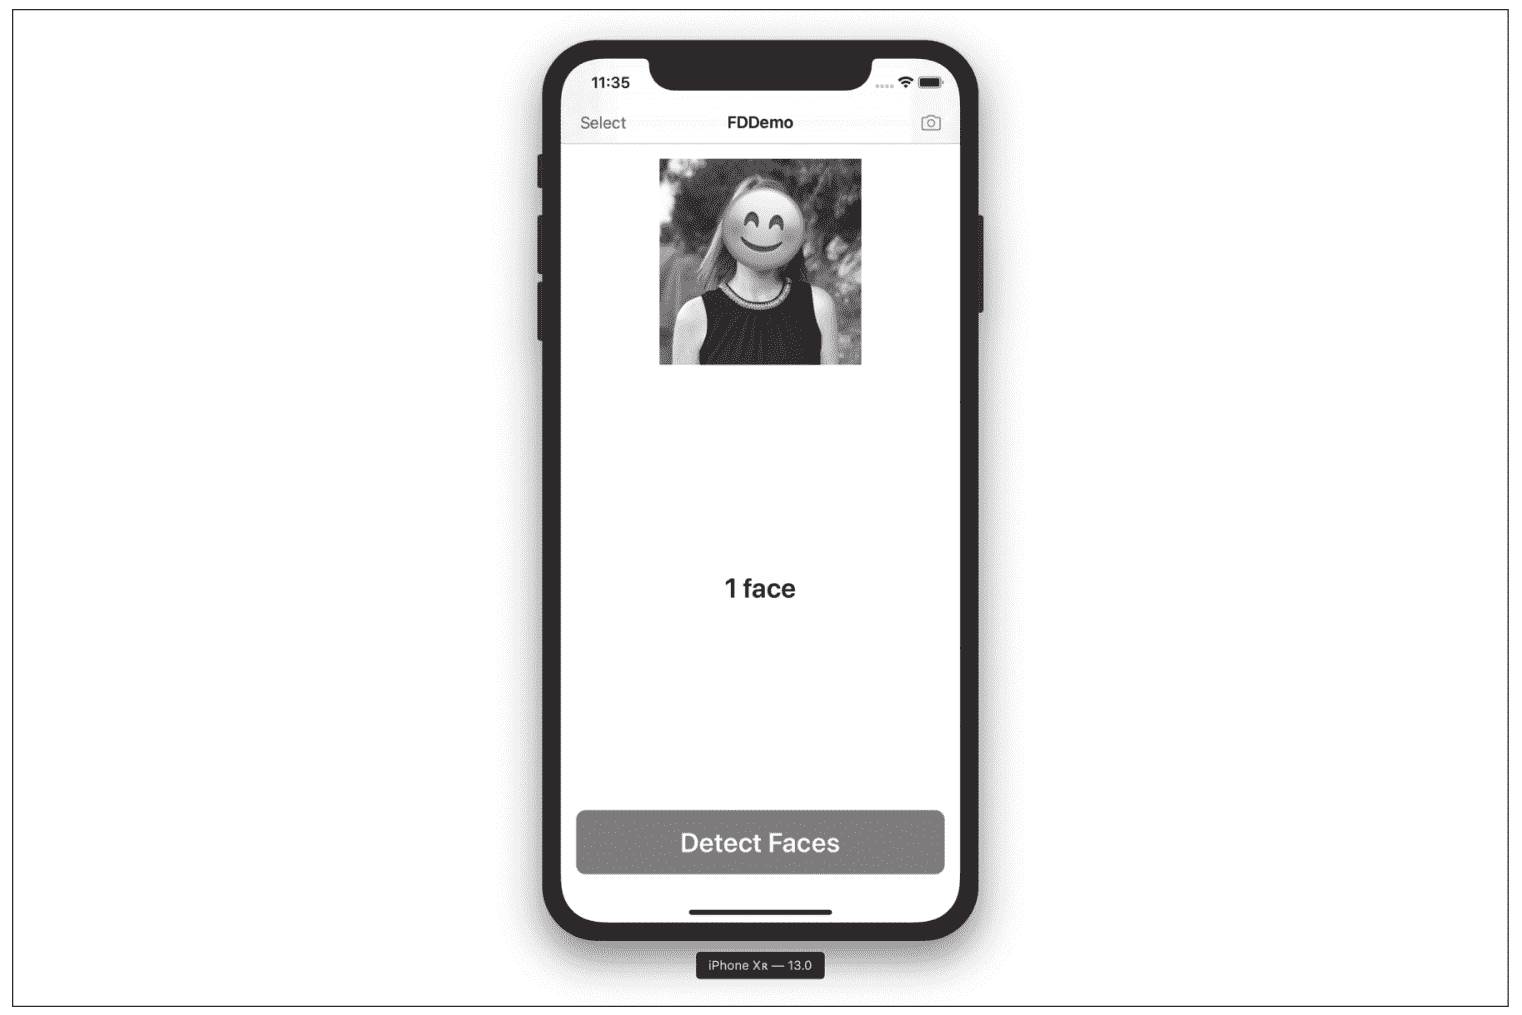 11:35
Select
FDDemo
1 face
Detect Faces
iPhone Xʀ — 13.0